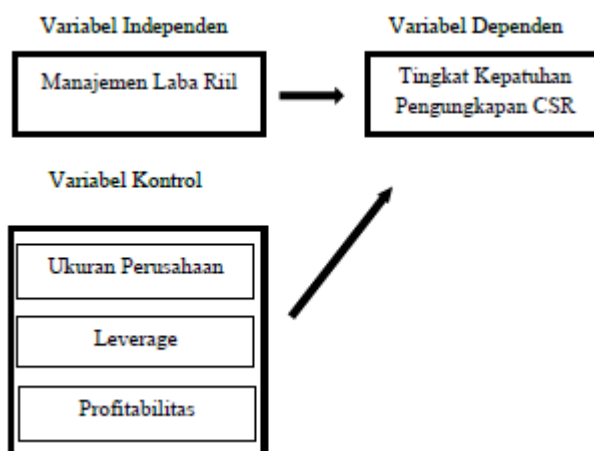 Variabel Independen
Variabel Dependen
Manajemen Laba Riil
Tingkat Kepatuhan
Pengungkapan CSR
Variabel Kontrol
Ukuran Perusahaan
Leverage
Profitabilitas